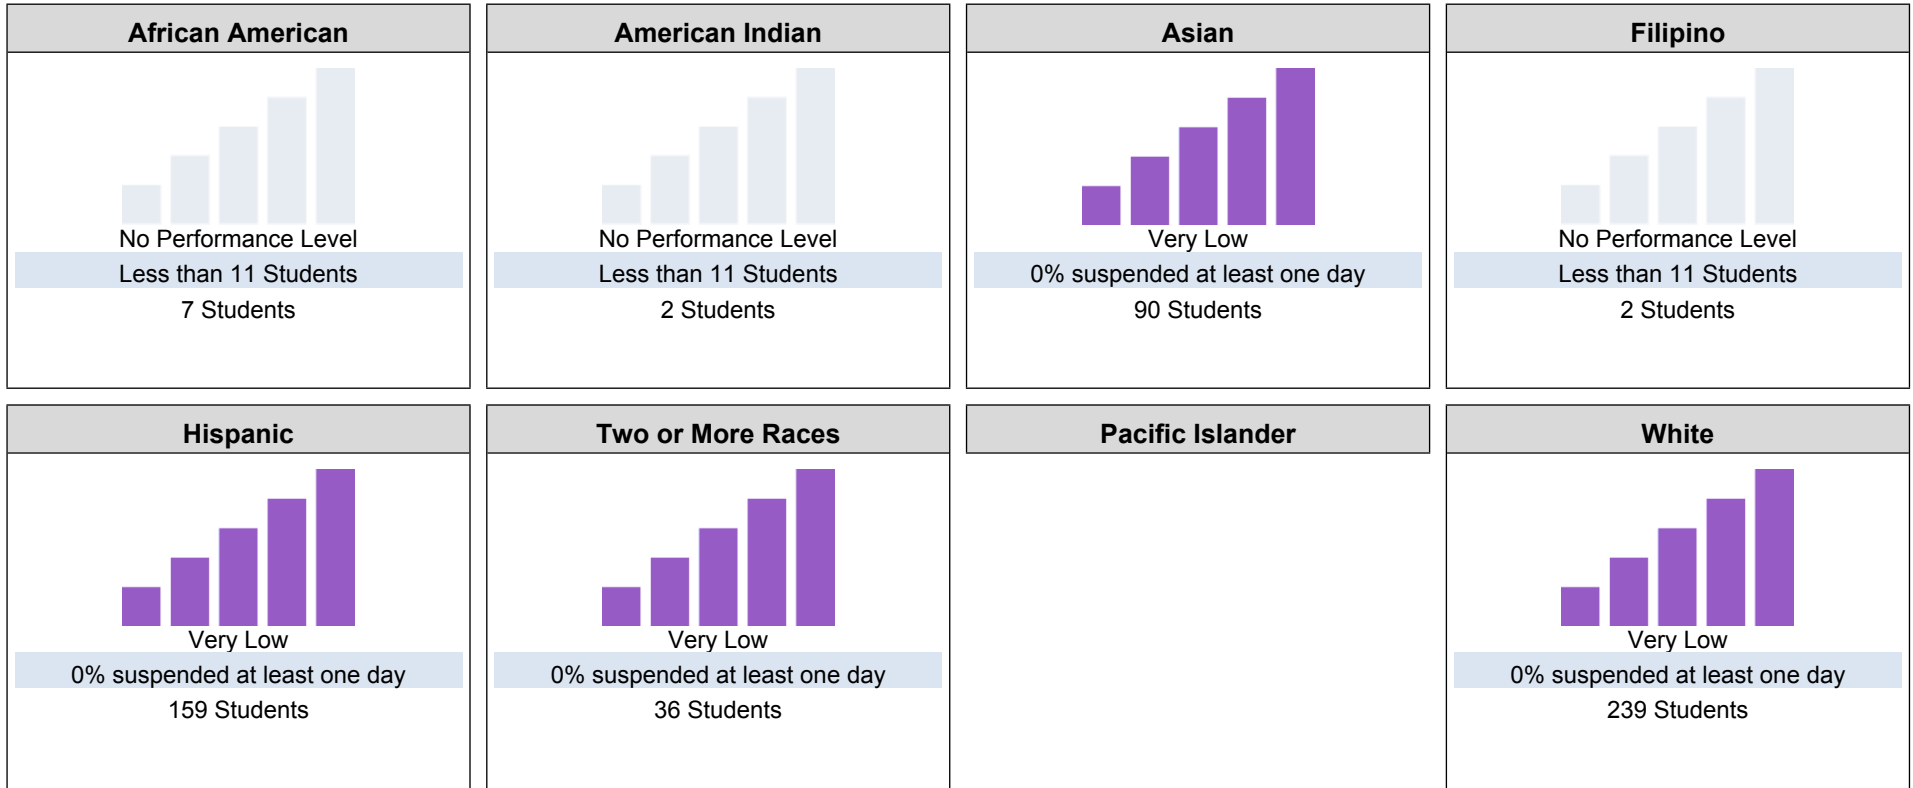 African American
No Performance Level
Less than 11 Students
7 Students
American Indian
No Performance Level
Less than 11 Students
2 Students
Asian
Very Low
0% suspended at least one day
90 Students
Filipino
No Performance Level
Less than 11 Students
2 Students
Hispanic
Very Low
0% suspended at least one day
159 Students
Two or More Races
Very Low
0% suspended at least one day
36 Students
Pacific Islander
White
Very Low
0% suspended at least one day
239 Students